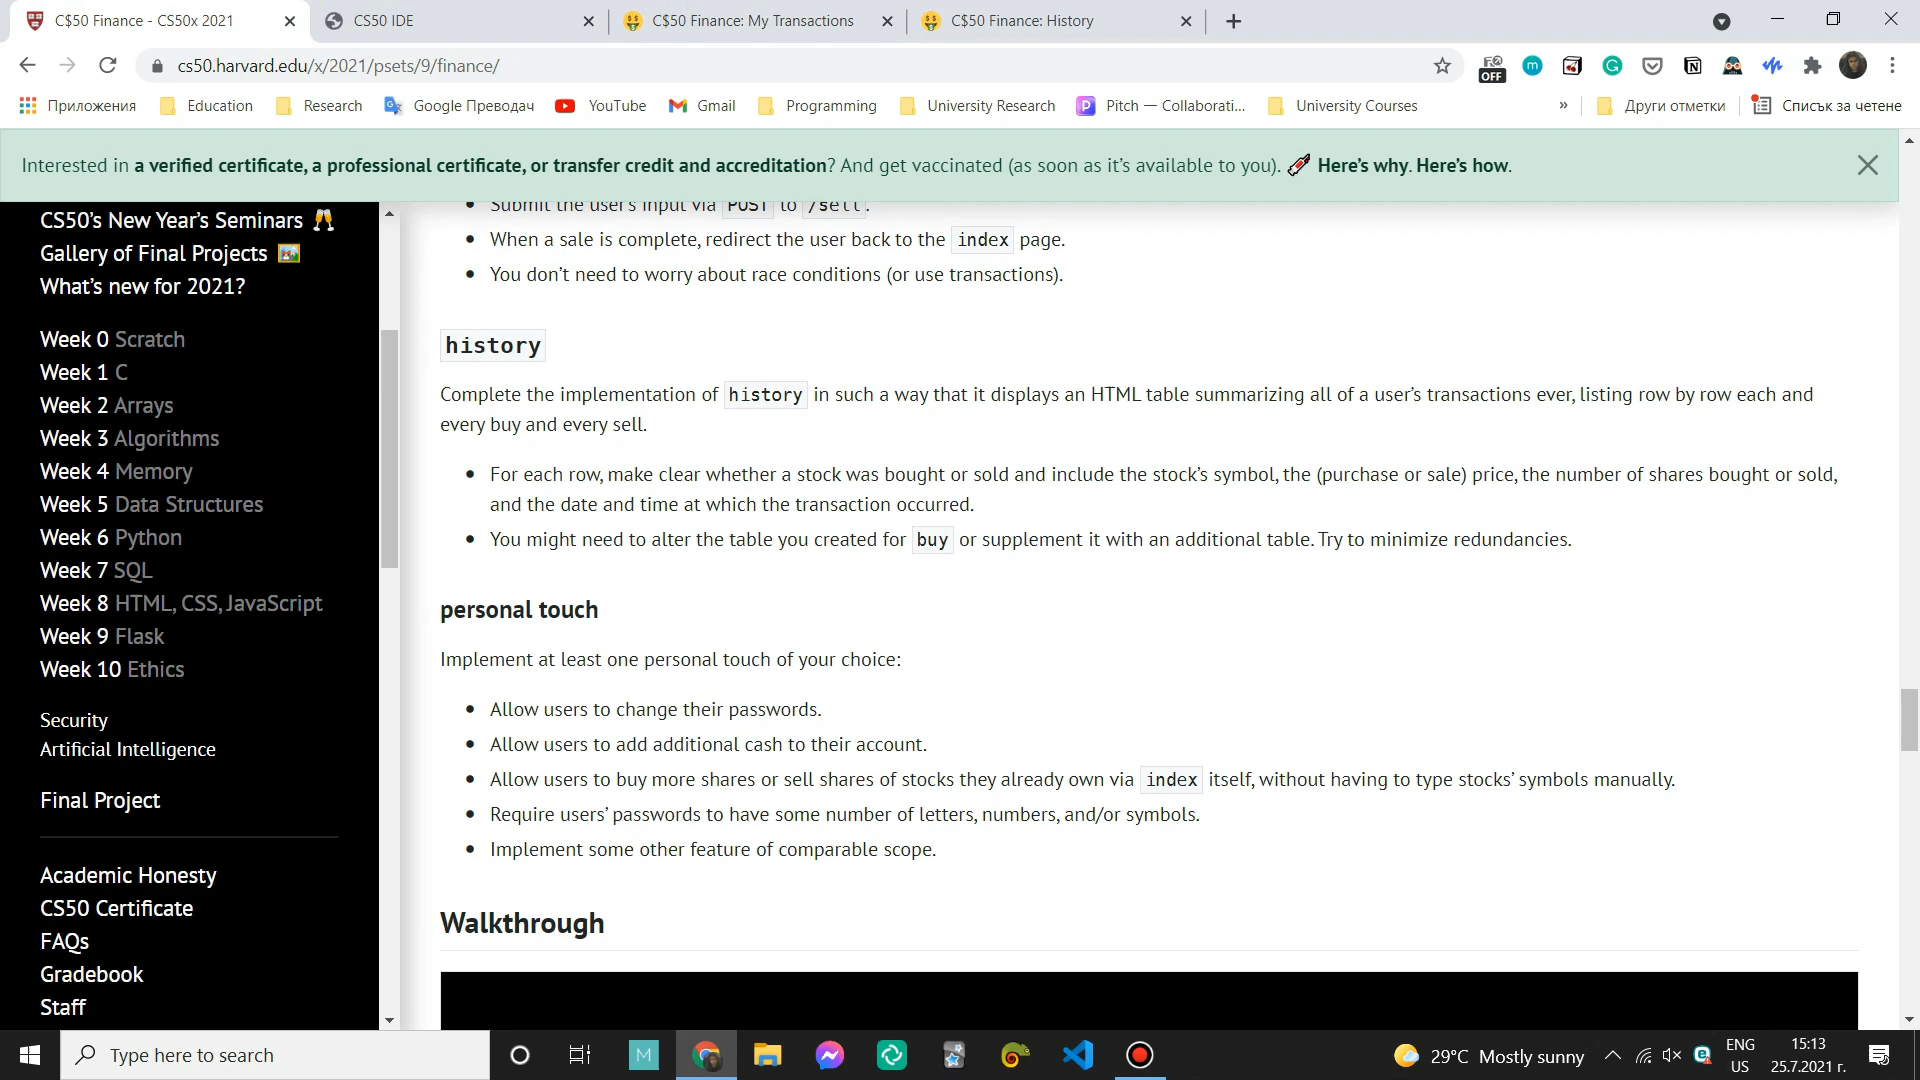 C$50 Finance - CS50x 2021
CS50 IDE
C$50 Finance: My Transactions
C$50 Finance: History
cs50.harvard.edu/x/2021/psets/9/finance/
OFF
Приложения
Education
Research
Google Преводач
YouTube
Gmail
Programming
University Research
Pitch — Collaborati...
University Courses
»
Други отметки
Списък за четене
Interested in a verified certificate, a professional certificate, or transfer credit and accreditation? And get vaccinated (as soon as it’s available to you). Here’s why. Here’s how.
CS50’s New Year’s Seminars
Gallery of Final Projects
What’s new for 2021?
Week 0 Scratch
Week 1 C
Week 2 Arrays
Week 3 Algorithms
Week 4 Memory
Week 5 Data Structures
Week 6 Python
Week 7 SQL
Week 8 HTML, CSS, JavaScript
Week 9 Flask
Week 10 Ethics
Security
Artificial Intelligence
Final Project
Academic Honesty
CS50 Certificate
FAQs
Gradebook
Staff
Submit the user’s input via POST to /sell.
When a sale is complete, redirect the user back to the index page.
You don’t need to worry about race conditions (or use transactions).
history
Complete the implementation of history in such a way that it displays an HTML table summarizing all of a user’s transactions ever, listing row by row each and
every buy and every sell.
For each row, make clear whether a stock was bought or sold and include the stock’s symbol, the (purchase or sale) price, the number of shares bought or sold,
and the date and time at which the transaction occurred.
You might need to alter the table you created for buy or supplement it with an additional table. Try to minimize redundancies.
personal touch
Implement at least one personal touch of your choice:
Allow users to change their passwords.
Allow users to add additional cash to their account.
Allow users to buy more shares or sell shares of stocks they already own via index itself, without having to type stocks’ symbols manually.
Require users’ passwords to have some number of letters, numbers, and/or symbols.
Implement some other feature of comparable scope.
Walkthrough
Type here to search
M
29°C Mostly sunny
ENG
US
15:13
25.7.2021 г.